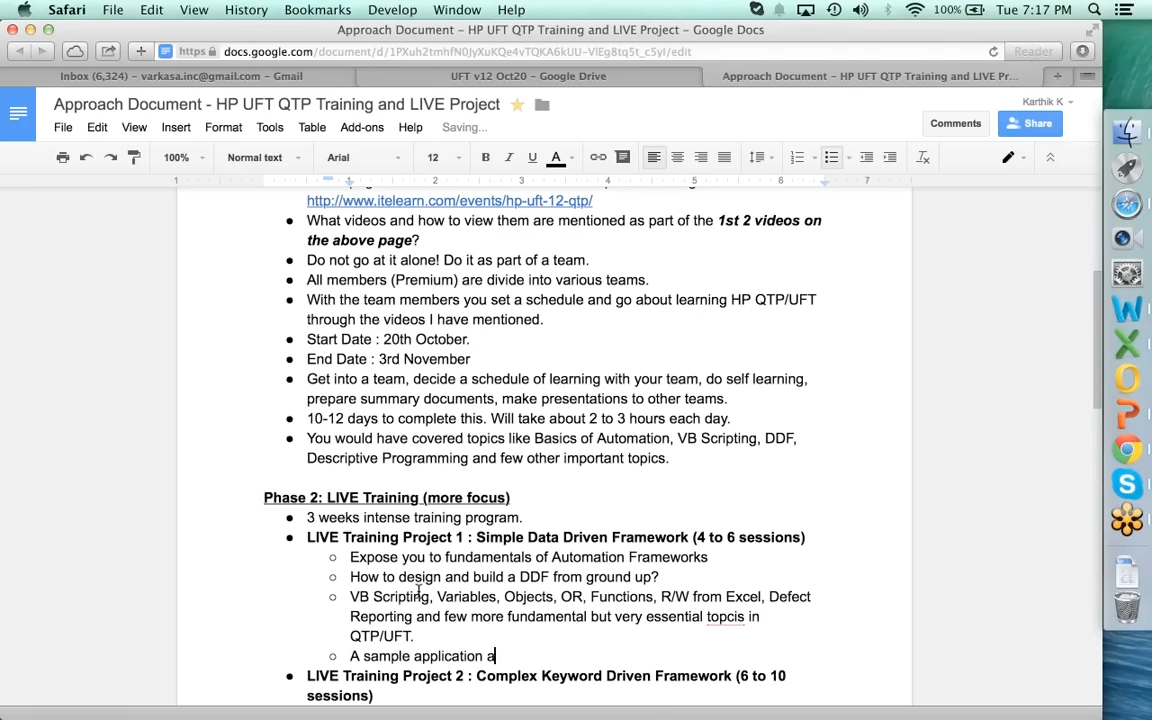 Safari File Edit View History Bookmarks Develop Window Help 100% Tue 7:17 PM
Approach Document - HP UFT QTP Training and LIVE Project - Google Docs
https docs.google.com/document/d/1PXuh2tmhfN0JyXuKQe4vTQKA6kUU-VlEg8tq5t_c5yI/edit Reader
Inbox (6,324) - varkasa.inc@gmail.com - Gmail UFT v12 Oct20 - Google Drive Approach Document - HP UFT QTP Training and LIVE Pr...
Approach Document - HP UFT QTP Training and LIVE Project Karthik K
File Edit View Insert Format Tools Table Add-ons Help Saving... Comments Share
100% Normal text Arial 12 B I U A
1 1 2 3 4 5 6 7
http://www.itelearn.com/events/hp-uft-12-qtp/
What videos and how to view them are mentioned as part of the 1st 2 videos on
the above page?
Do not go at it alone! Do it as part of a team.
All members (Premium) are divide into various teams.
With the team members you set a schedule and go about learning HP QTP/UFT
through the videos I have mentioned.
Start Date : 20th October.
End Date : 3rd November
Get into a team, decide a schedule of learning with your team, do self learning,
prepare summary documents, make presentations to other teams.
10-12 days to complete this. Will take about 2 to 3 hours each day.
You would have covered topics like Basics of Automation, VB Scripting, DDF,
Descriptive Programming and few other important topics.
Phase 2: LIVE Training (more focus)
3 weeks intense training program.
LIVE Training Project 1 : Simple Data Driven Framework (4 to 6 sessions)
Expose you to fundamentals of Automation Frameworks
How to design and build a DDF from ground up?
VB Scripting, Variables, Objects, OR, Functions, R/W from Excel, Defect
Reporting and few more fundamental but very essential topcis in
QTP/UFT.
A sample application a
LIVE Training Project 2 : Complex Keyword Driven Framework (6 to 10
sessions)